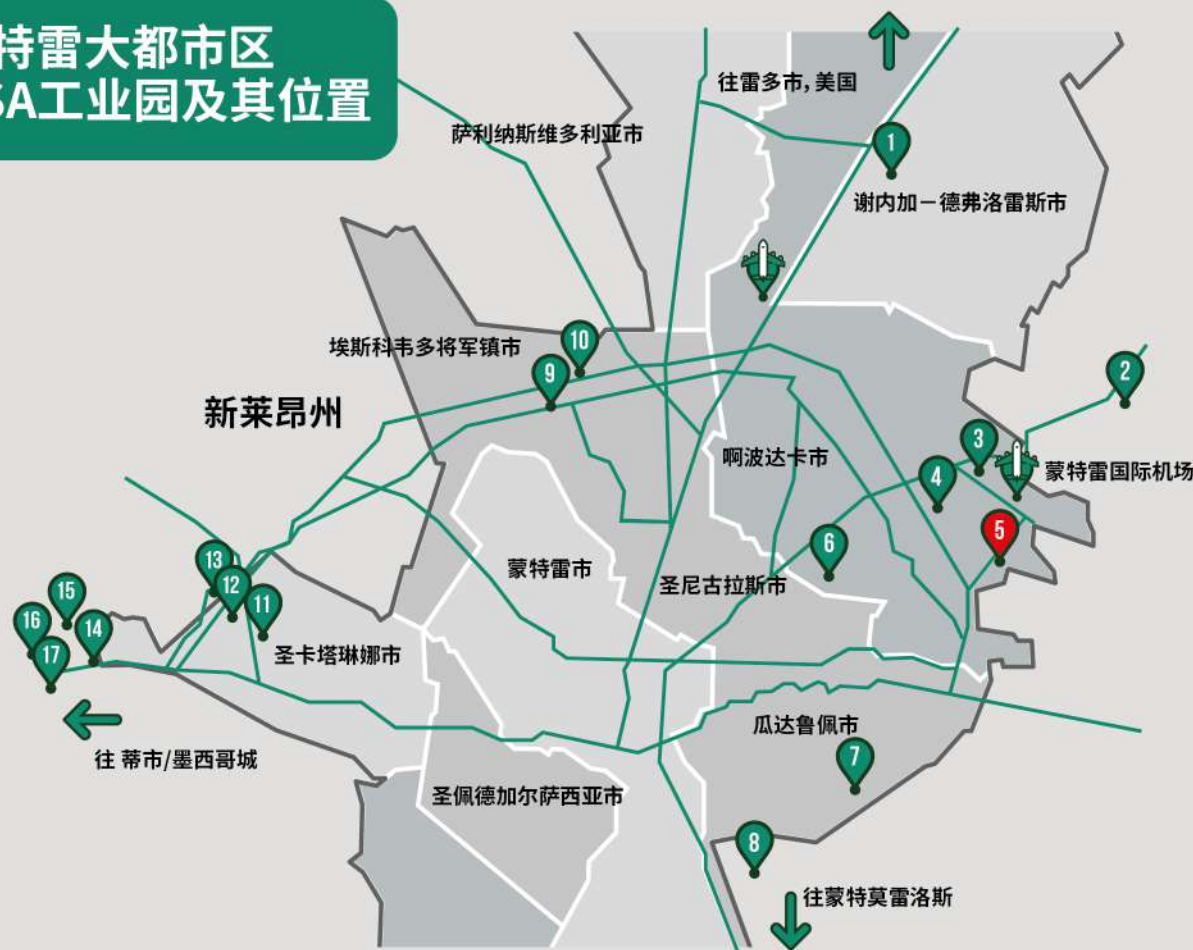 特雷大都市区
SA工业园及其位置
往雷多市, 美国
萨利纳斯维多利亚市
1
谢内加－德弗洛雷斯市
埃斯科韦多将军镇市
10
9
新莱昂州
2
3
4
蒙特雷国际机场
啊波达卡市
5
6
蒙特雷市
圣尼古拉斯市
13
12
11
15
16
14
17
圣卡塔琳娜市
往 蒂市/墨西哥城
瓜达鲁佩市
7
圣佩德加尔萨西亚市
8
往蒙特莫雷洛斯